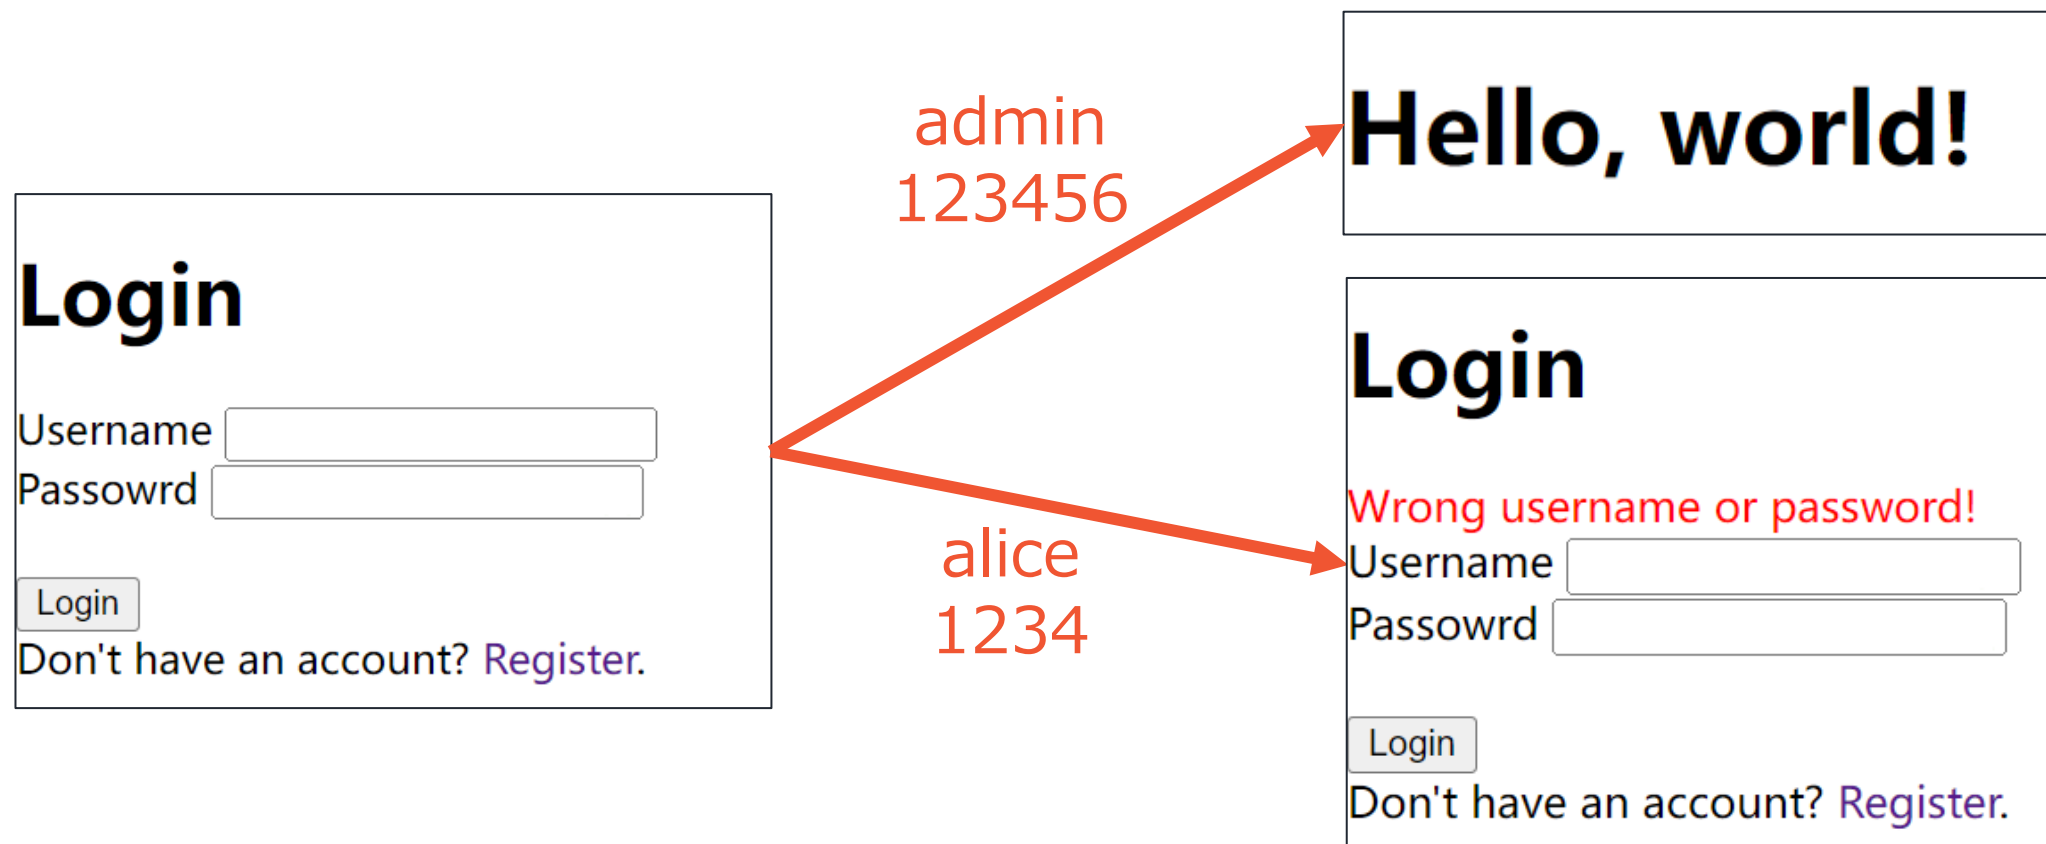 Login
Username
Passowrd
Login
Don't have an account? Register.
admin
123456
alice
1234
Hello, world!
Login
Wrong username or password!
Username
Passowrd
Login
Don't have an account? Register.